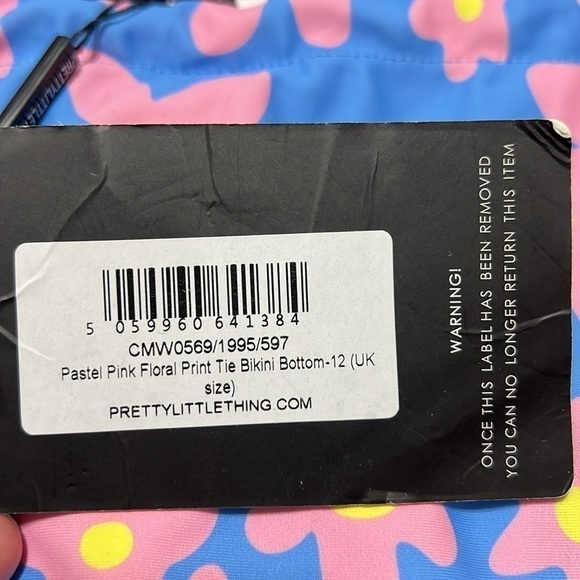 5 059960 641384
CMW0569/1995/597
Pastel Pink Floral Print Tie Bikini Bottom-12 (UK
size)
PRETTYLITTLETHING.COM
WARNING!
ONCE THIS LABEL HAS BEEN REMOVED
YOU CAN NO LONGER RETURN THIS ITEM